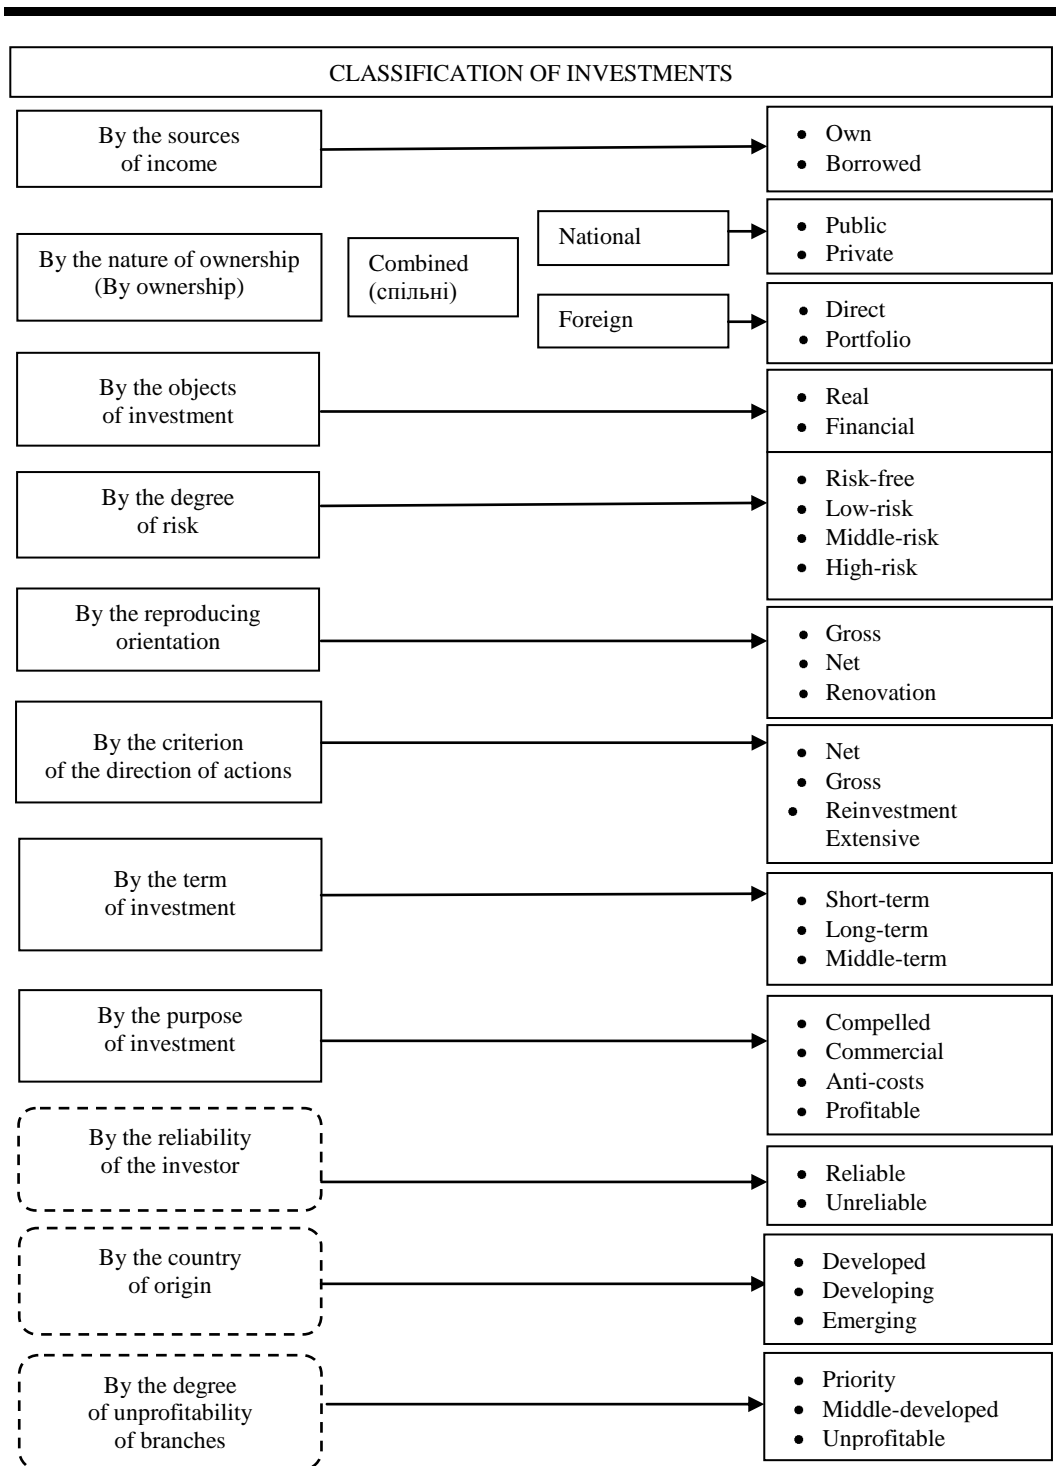 CLASSIFICATION OF INVESTMENTS
By the sources
of income
• Own
• Borrowed
By the nature of ownership
(By ownership)
Combined
(спільні)
National
• Public
• Private
Foreign
• Direct
• Portfolio
By the objects
of investment
• Real
• Financial
By the degree
of risk
• Risk-free
• Low-risk
• Middle-risk
• High-risk
By the reproducing
orientation
• Gross
• Net
• Renovation
By the criterion
of the direction of actions
• Net
• Gross
• Reinvestment
Extensive
By the term
of investment
• Short-term
• Long-term
• Middle-term
By the purpose
of investment
• Compelled
• Commercial
• Anti-costs
• Profitable
By the reliability
of the investor
• Reliable
• Unreliable
By the country
of origin
• Developed
• Developing
• Emerging
By the degree
of unprofitability
of branches
• Priority
• Middle-developed
• Unprofitable